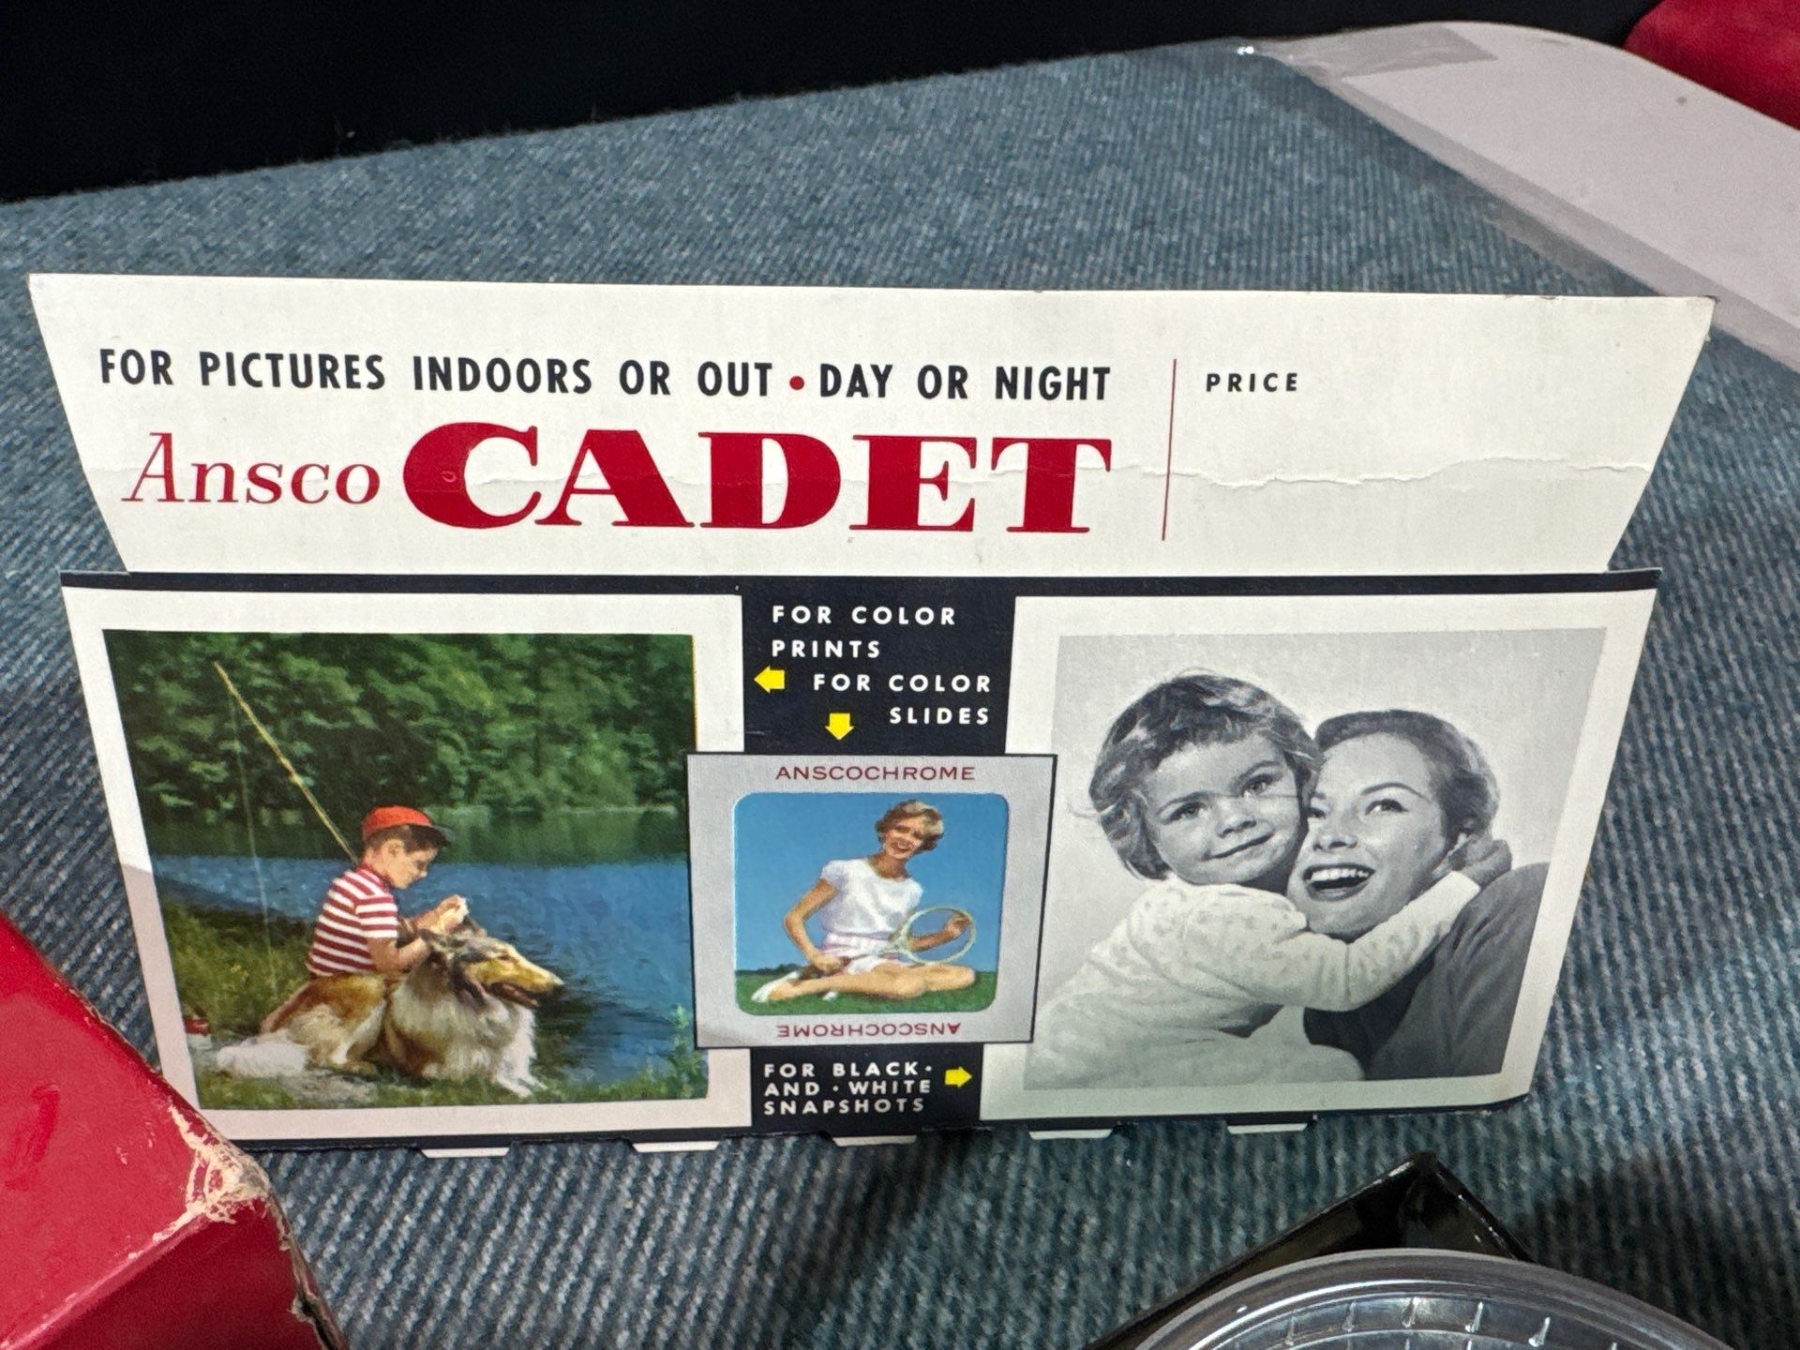 FOR PICTURES INDOORS OR OUT • DAY OR NIGHT
PRICE
Ansco CADET
FOR COLOR
PRINTS
FOR COLOR
SLIDES
ANSCOCHROME
ANSCOCHROME
FOR BLACK-
AND-WHITE
SNAPSHOTS